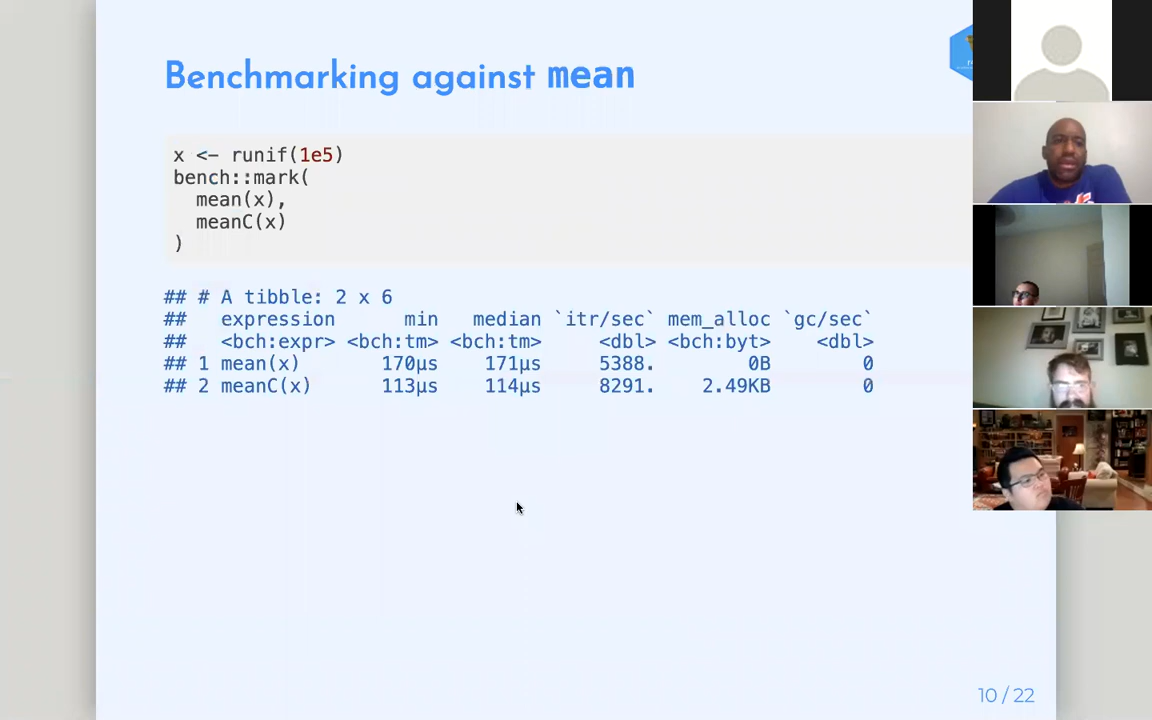 Benchmarking against mean
x <- runif(1e5)
bench::mark(
  mean(x),
  meanC(x)
)
## # A tibble: 2 x 6
##   expression      min   median `itr/sec` mem_alloc `gc/sec`
##   <bch:expr> <bch:tm> <bch:tm>     <dbl> <bch:byt>    <dbl>
## 1 mean(x)       170µs    171µs     5388.        0B        0
## 2 meanC(x)      113µs    114µs     8291.    2.49KB        0
10 / 22